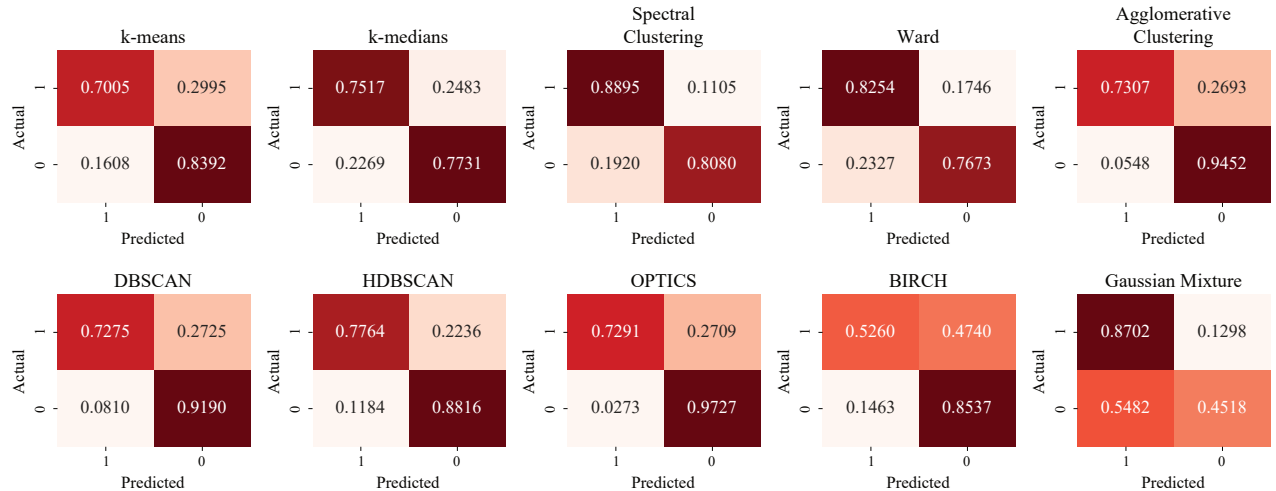 k-means
Actual
1
0.7005 0.2995
0
0.1608 0.8392
1 0
Predicted
k-medians
Actual
1
0.7517 0.2483
0
0.2269 0.7731
1 0
Predicted
Spectral
Clustering
Actual
1
0.8895 0.1105
0
0.1920 0.8080
1 0
Predicted
Ward
Actual
1
0.8254 0.1746
0
0.2327 0.7673
1 0
Predicted
Agglomerative
Clustering
Actual
1
0.7307 0.2693
0
0.0548 0.9452
1 0
Predicted
DBSCAN
Actual
1
0.7275 0.2725
0
0.0810 0.9190
1 0
Predicted
HDBSCAN
Actual
1
0.7764 0.2236
0
0.1184 0.8816
1 0
Predicted
OPTICS
Actual
1
0.7291 0.2709
0
0.0273 0.9727
1 0
Predicted
BIRCH
Actual
1
0.5260 0.4740
0
0.1463 0.8537
1 0
Predicted
Gaussian Mixture
Actual
1
0.8702 0.1298
0
0.5482 0.4518
1 0
Predicted